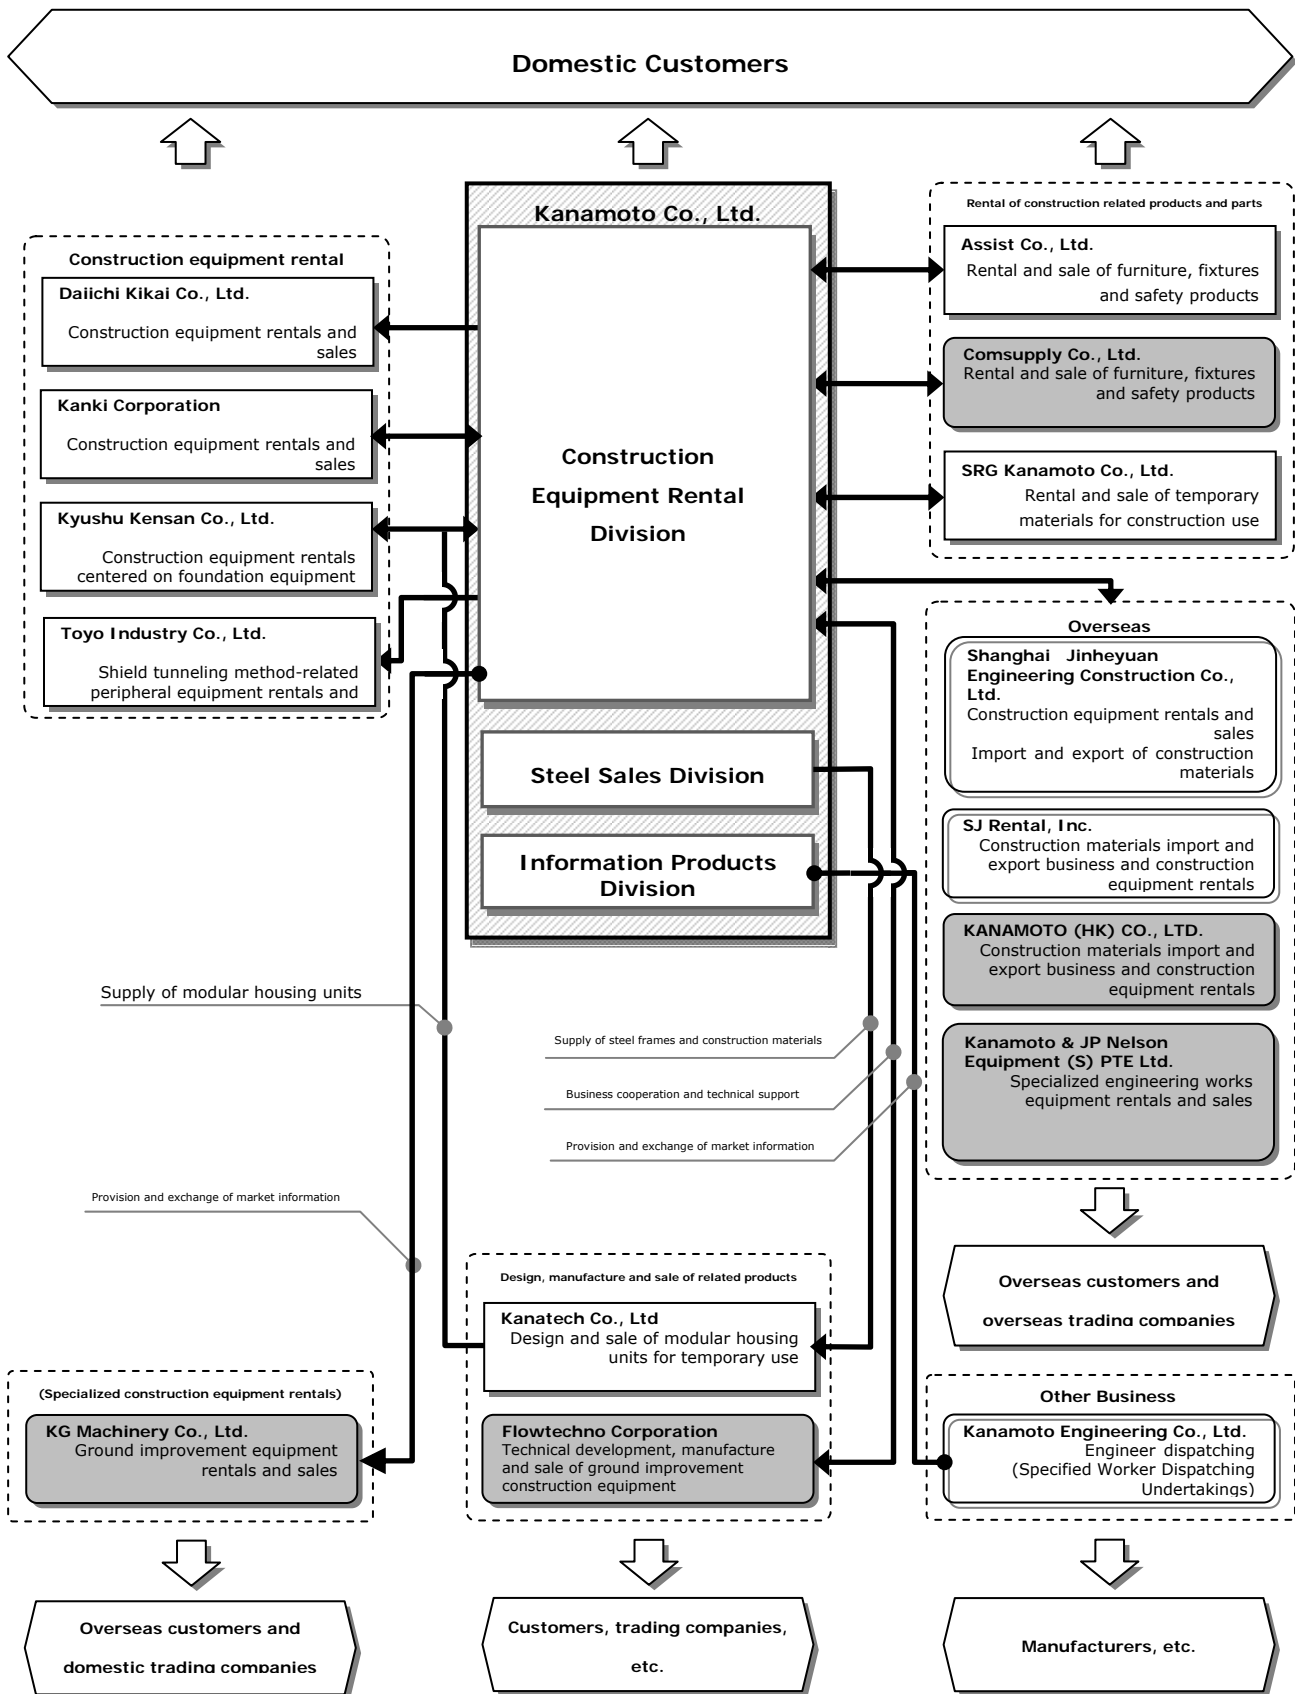 Domestic Customers
Construction equipment rental
Daiichi Kikai Co., Ltd.
Construction equipment rentals and
sales
Kanki Corporation
Construction equipment rentals and
sales
Kyushu Kensan Co., Ltd.
Construction equipment rentals
centered on foundation equipment
Toyo Industry Co., Ltd.
Shield tunneling method-related
peripheral equipment rentals and
Kanamoto Co., Ltd.
Construction
Equipment Rental
Division
Steel Sales Division
Information Products
Division
Rental of construction related products and parts
Assist Co., Ltd.
Rental and sale of furniture, fixtures
and safety products
Comsupply Co., Ltd.
Rental and sale of furniture, fixtures
and safety products
SRG Kanamoto Co., Ltd.
Rental and sale of temporary
materials for construction use
Overseas
Shanghai Jinheyuan
Engineering Construction Co.,
Ltd.
Construction equipment rentals and
sales
Import and export of construction
materials
SJ Rental, Inc.
Construction materials import and
export business and construction
equipment rentals
KANAMOTO (HK) CO., LTD.
Construction materials import and
export business and construction
equipment rentals
Kanamoto & JP Nelson
Equipment (S) PTE Ltd.
Specialized engineering works
equipment rentals and sales
Supply of modular housing units
Supply of steel frames and construction materials
Business cooperation and technical support
Provision and exchange of market information
Provision and exchange of market information
Overseas customers and
overseas trading companies
Design, manufacture and sale of related products
Kanatech Co., Ltd
Design and sale of modular housing
units for temporary use
Flowtechno Corporation
Technical development, manufacture
and sale of ground improvement
construction equipment
(Specialized construction equipment rentals)
KG Machinery Co., Ltd.
Ground improvement equipment
rentals and sales
Other Business
Kanamoto Engineering Co., Ltd.
Engineer dispatching
(Specified Worker Dispatching
Undertakings)
Overseas customers and
domestic trading companies
Customers, trading companies,
etc.
Manufacturers, etc.